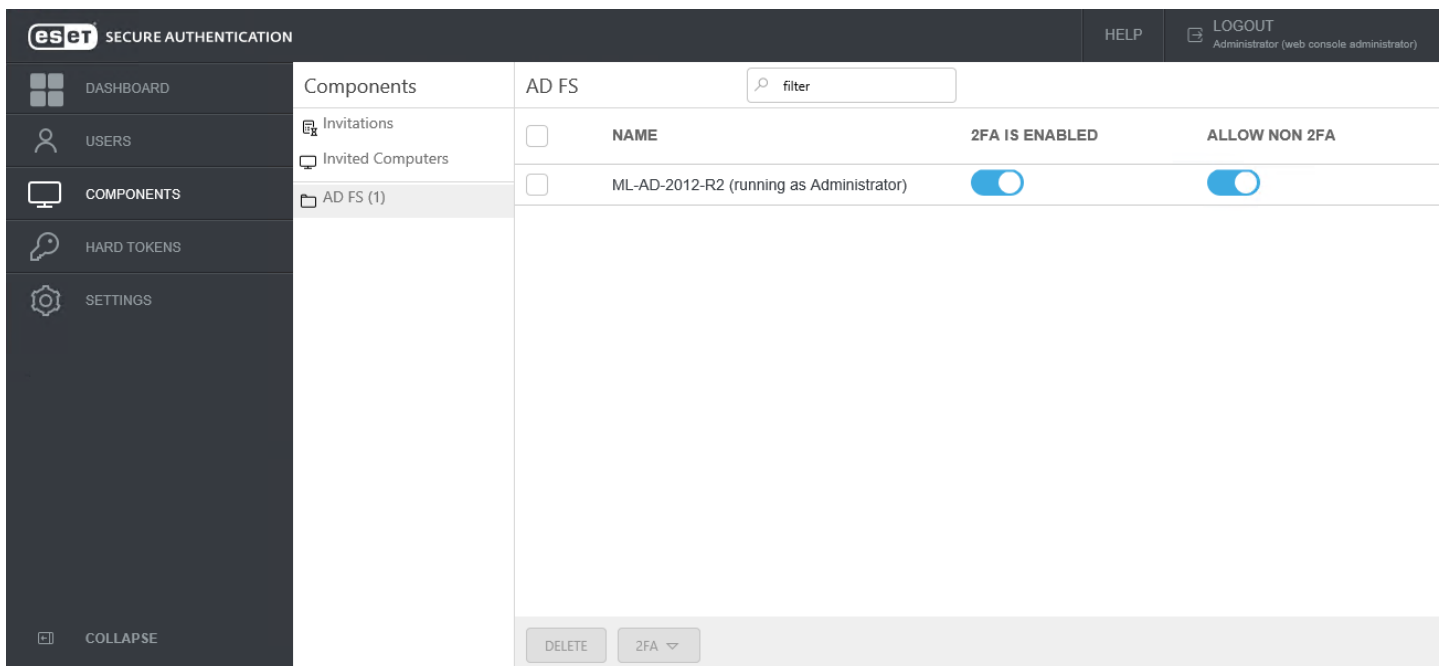 eset SECURE AUTHENTICATION
HELP
LOGOUT
Administrator (web console administrator)
DASHBOARD
USERS
COMPONENTS
HARD TOKENS
SETTINGS
COLLAPSE
Components
Invitations
Invited Computers
AD FS (1)
AD FS
filter
NAME 2FA IS ENABLED ALLOW NON 2FA
ML-AD-2012-R2 (running as Administrator)
DELETE 2FA